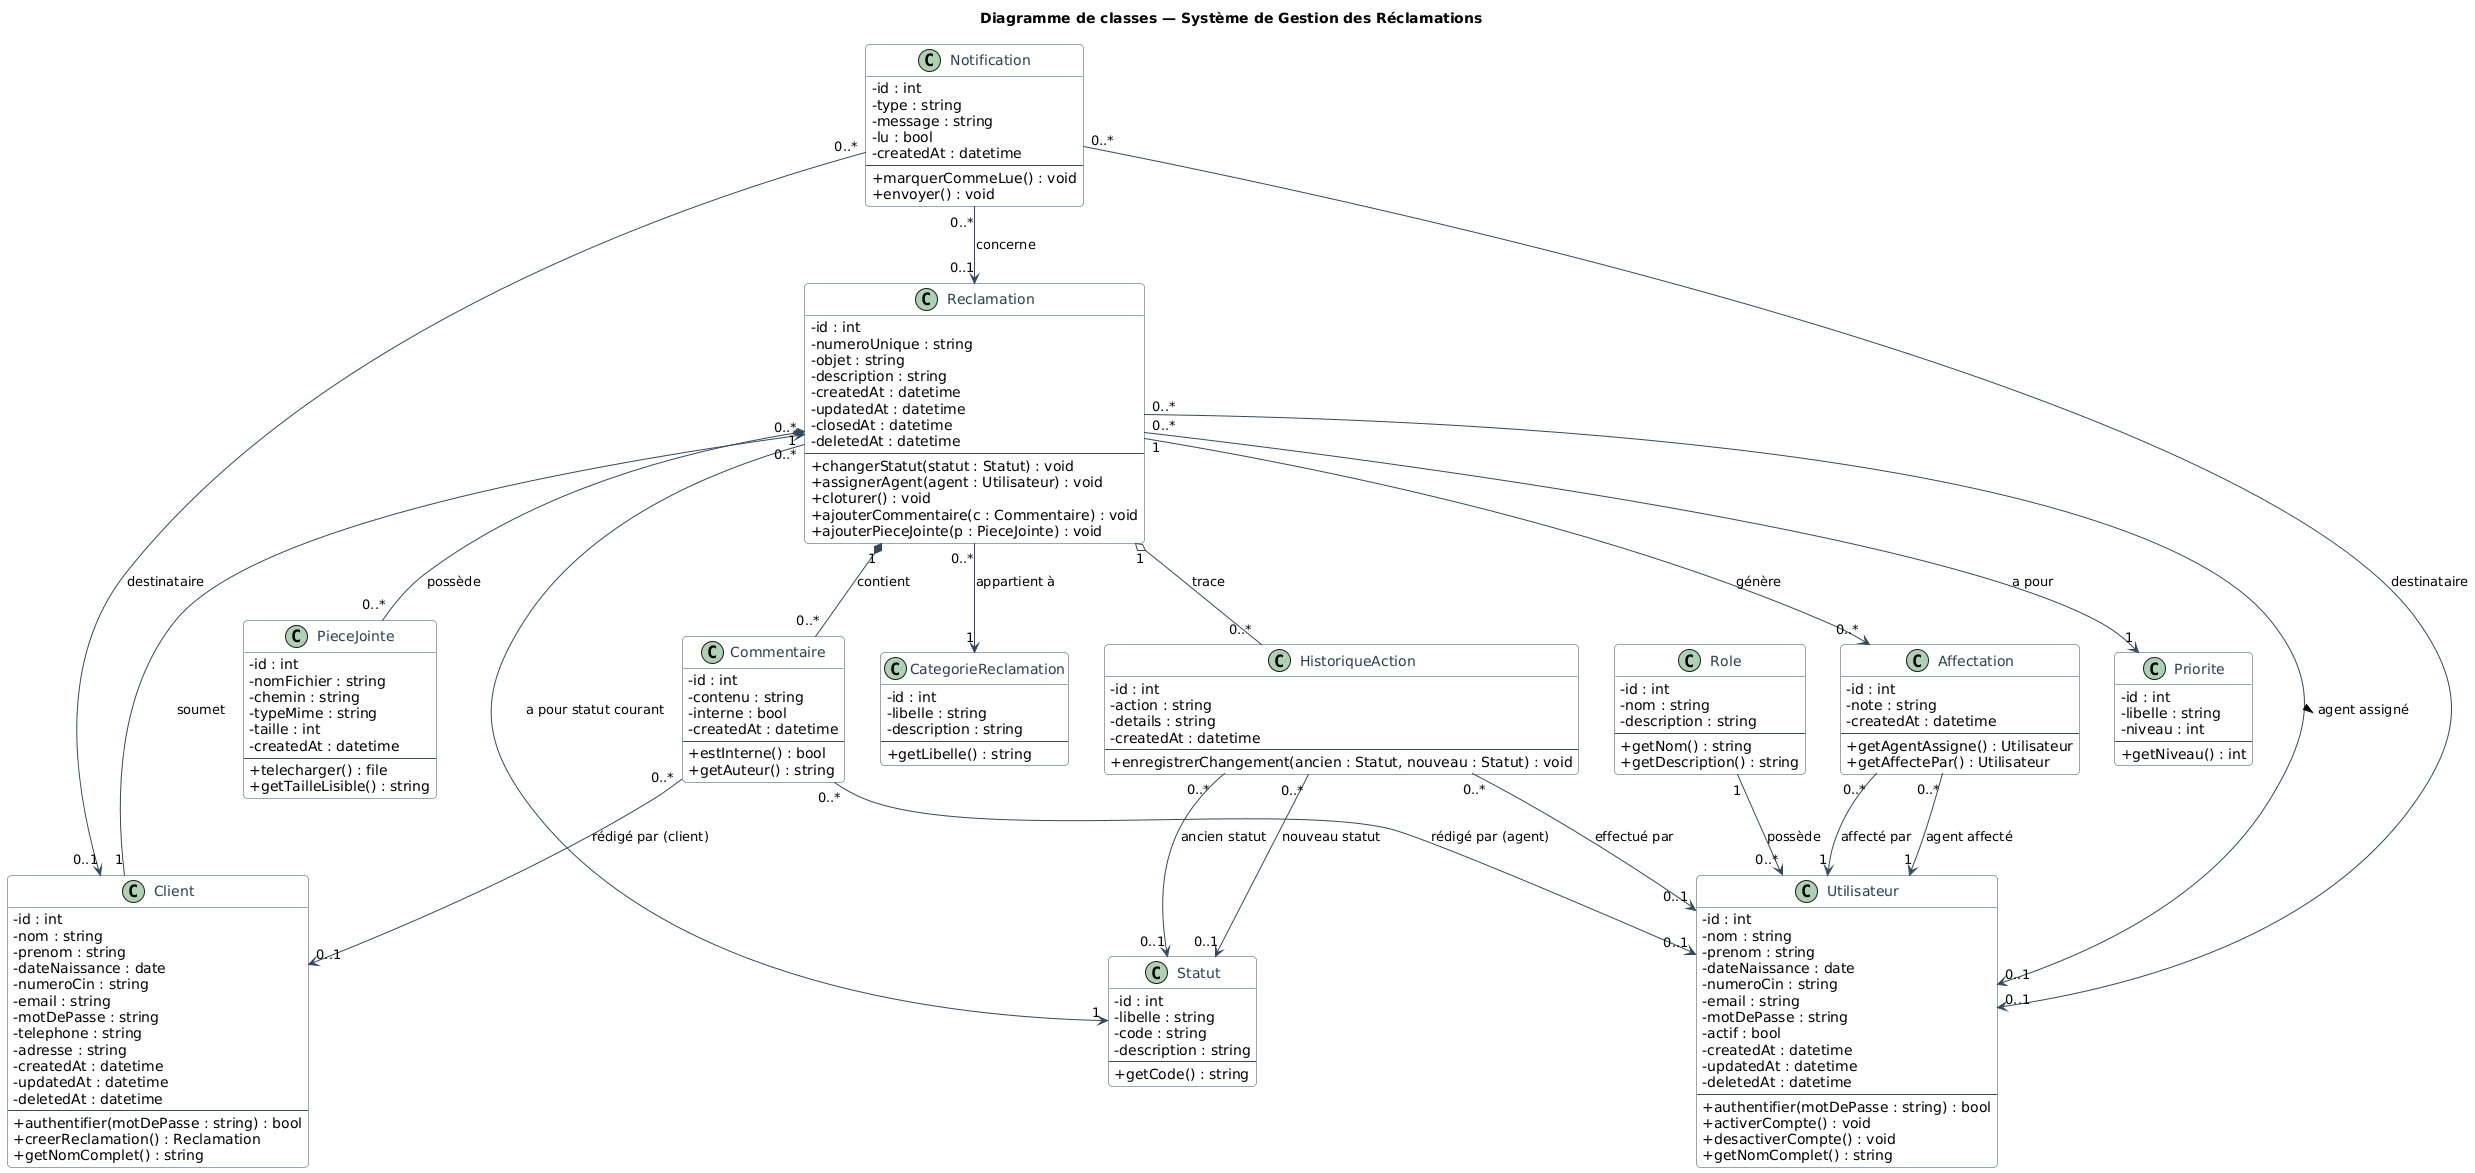 Diagramme de classes — Système de Gestion des Réclamations
C Notification
-id : int
-type : string
-message : string
-lu : bool
-createdAt : datetime
+marquerCommeLue() : void
+envoyer() : void
0..*
0..*
0..*
concerne
0..1
C Reclamation
-id : int
-numeroUnique : string
-objet : string
-description : string
-createdAt : datetime
-updatedAt : datetime
-closedAt : datetime
-deletedAt : datetime
+changerStatut(statut : Statut) : void
+assignerAgent(agent : Utilisateur) : void
+cloturer() : void
+ajouterCommentaire(c : Commentaire) : void
+ajouterPieceJointe(p : PieceJointe) : void
0..*
1
0..*
0..*
0..*
1
1
0..*
1
destinataire
possède
contient
appartient à
trace
génère
a pour
destinataire
0..*
0..*
0..*
0..*
1
1
C PieceJointe
-id : int
-nomFichier : string
-chemin : string
-typeMime : string
-taille : int
-createdAt : datetime
+telecharger() : file
+getTailleLisible() : string
C Commentaire
-id : int
-contenu : string
-interne : bool
-createdAt : datetime
+estInterne() : bool
+getAuteur() : string
C CategorieReclamation
-id : int
-libelle : string
-description : string
+getLibelle() : string
C HistoriqueAction
-id : int
-action : string
-details : string
-createdAt : datetime
+enregistrerChangement(ancien : Statut, nouveau : Statut) : void
C Role
-id : int
-nom : string
-description : string
+getNom() : string
+getDescription() : string
C Affectation
-id : int
-note : string
-createdAt : datetime
+getAgentAssigne() : Utilisateur
+getAffectePar() : Utilisateur
C Priorite
-id : int
-libelle : string
-niveau : int
+getNiveau() : int
soumet
a pour statut courant
agent assigné
0..*
0..*
0..*
0..*
0..*
1
0..*
0..*
rédigé par (client)
ancien statut
nouveau statut
rédigé par (agent)
effectué par
possède
affecté par
agent affecté
0..1
1
0..*
1
1
0..1
0..1
0..1
0..1
0..1
0..1
0..1
1
C Client
-id : int
-nom : string
-prenom : string
-dateNaissance : date
-numeroCin : string
-email : string
-motDePasse : string
-telephone : string
-adresse : string
-createdAt : datetime
-updatedAt : datetime
-deletedAt : datetime
+authentifier(motDePasse : string) : bool
+creerReclamation() : Reclamation
+getNomComplet() : string
C Statut
-id : int
-libelle : string
-code : string
-description : string
+getCode() : string
C Utilisateur
-id : int
-nom : string
-prenom : string
-dateNaissance : date
-numeroCin : string
-email : string
-motDePasse : string
-actif : bool
-createdAt : datetime
-updatedAt : datetime
-deletedAt : datetime
+authentifier(motDePasse : string) : bool
+activerCompte() : void
+desactiverCompte() : void
+getNomComplet() : string